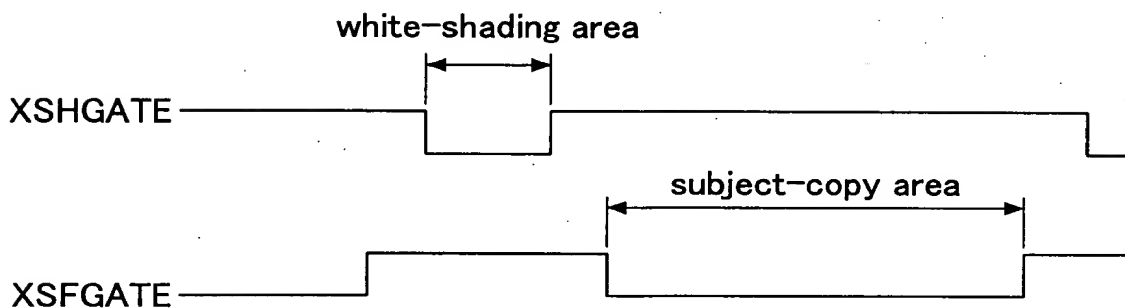 white-shading area
XSHGATE
subject-copy area
XSFGATE